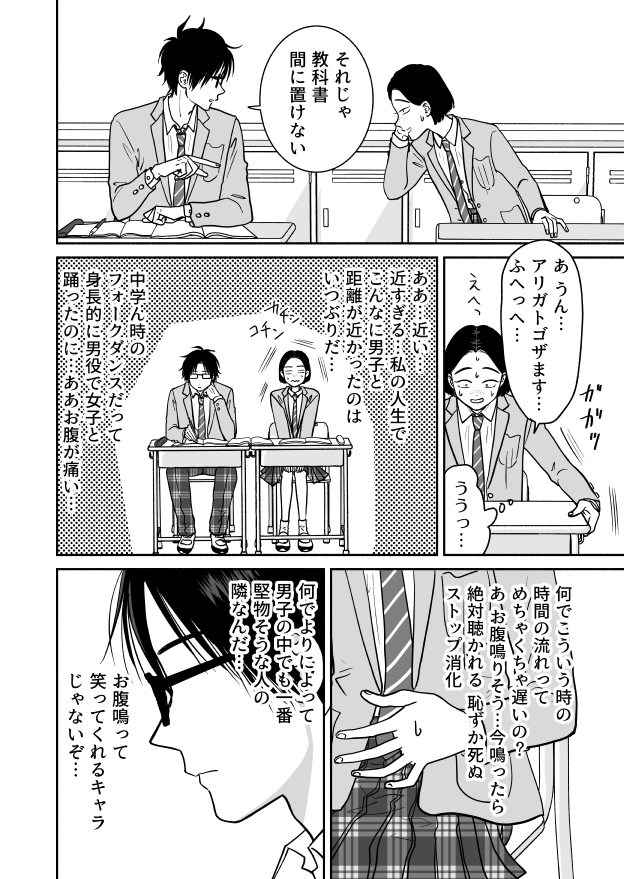 それじゃ
教科書
間に置けない
あ うん…
アリガトゴザます…
ふへっへ…
えへっ
ガガッ
ううっ…
ああ…近い…
近すぎる…私の人生で
こんなに男子と
距離が近かったのは
いつぶりだ…
カチン
コチン
中学ん時の
フォークダンスだって
身長的に男役で女子と
踊ったのに…ああお腹が痛い…
何でこういう時の
時間の流れって
めちゃくちゃ遅いの？
あ、お腹鳴りそう…今鳴ったら
絶対聴かれる 恥ずか死ぬ
ストップ消化
何でよりによって
男子の中でも一番
堅物そうな人の
隣なんだ…
お腹鳴って
笑ってくれるキャラ
じゃないぞ…